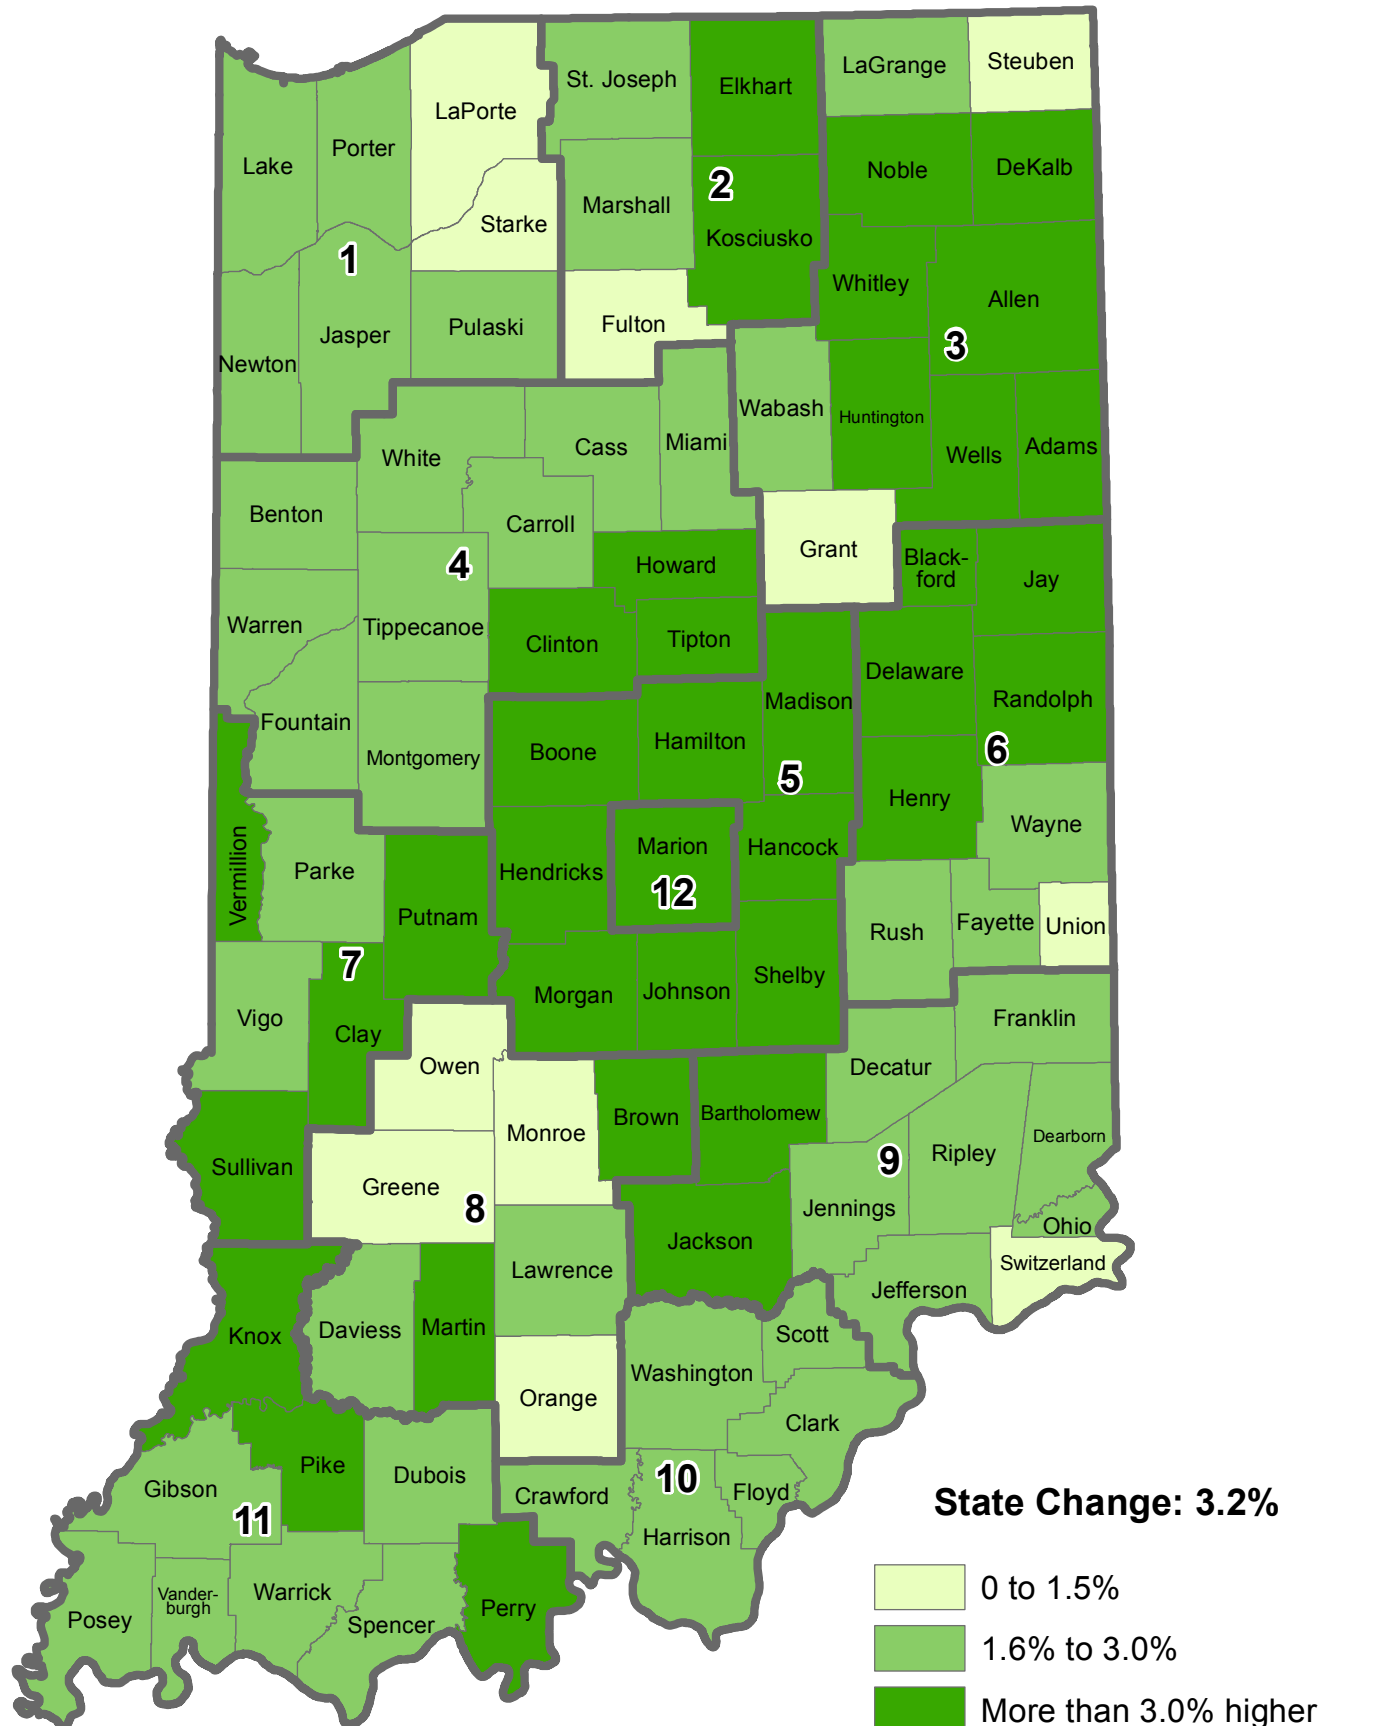 Steuben
LaGrange
St. Joseph
Elkhart
LaPorte
Porter
Lake
Noble
DeKalb
2
Marshall
Starke
Kosciusko
1
Whitley
Allen
Fulton
Pulaski
Jasper
3
Newton
Wabash
Huntington
Miami
Cass
White
Wells
Adams
Benton
Carroll
Grant
Howard
4
Black-
ford
Jay
Warren
Tippecanoe
Clinton
Tipton
Delaware
Randolph
Madison
Fountain
Hamilton
Boone
Montgomery
6
5
Henry
Wayne
Marion
Hancock
Vermillion
Parke
Hendricks
12
Putnam
Rush
Fayette
Union
7
Shelby
Morgan
Johnson
Vigo
Clay
Franklin
Owen
Decatur
Brown
Bartholomew
Monroe
Dearborn
Ripley
9
Sullivan
Greene
8
Jennings
Ohio
Jackson
Lawrence
Switzerland
Jefferson
Knox
Daviess
Martin
Scott
Washington
Orange
Clark
Pike
Dubois
10
Gibson
Crawford
Floyd
11
Harrison
Warrick
Vander-
burgh
Posey
Spencer
Perry
State Change: 3.2%
0 to 1.5%
1.6% to 3.0%
More than 3.0% higher